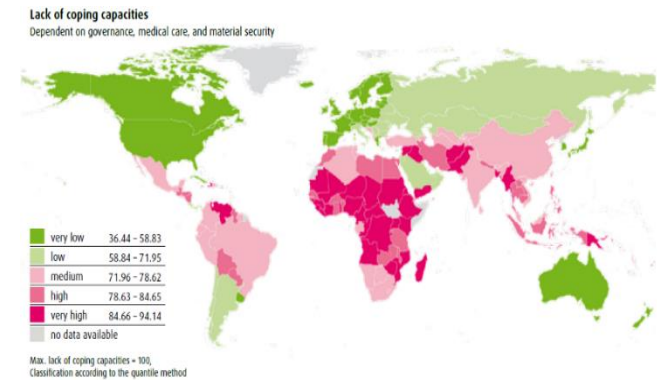 Lack of coping capacities
Dependent on governance, medical care, and material security
very low 36.44 – 58.83
low 58.84 – 71.95
medium 71.96 – 78.62
high 78.63 – 84.65
very high 84.66 – 94.14
no data available
Max. lack of coping capacities = 100,
Classification according to the quantile method